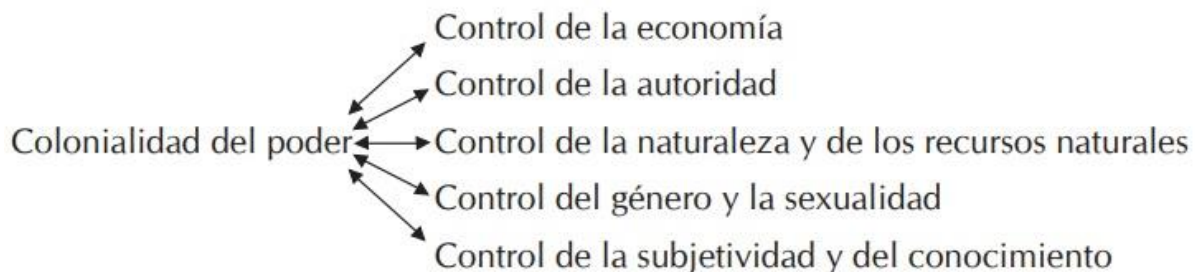 Control de la economía
Control de la autoridad
Colonialidad del poder
Control de la naturaleza y de los recursos naturales
Control del género y la sexualidad
Control de la subjetividad y del conocimiento